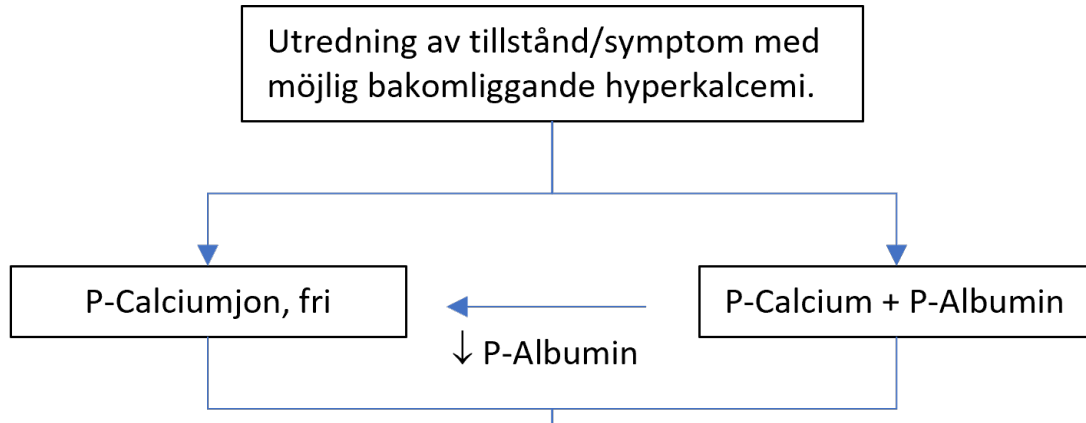 Utredning av tillstånd/symptom med
möjlig bakomliggande hyperkalcemi.
P-Calciumjon, fri
P-Calcium + P-Albumin
↓ P-Albumin